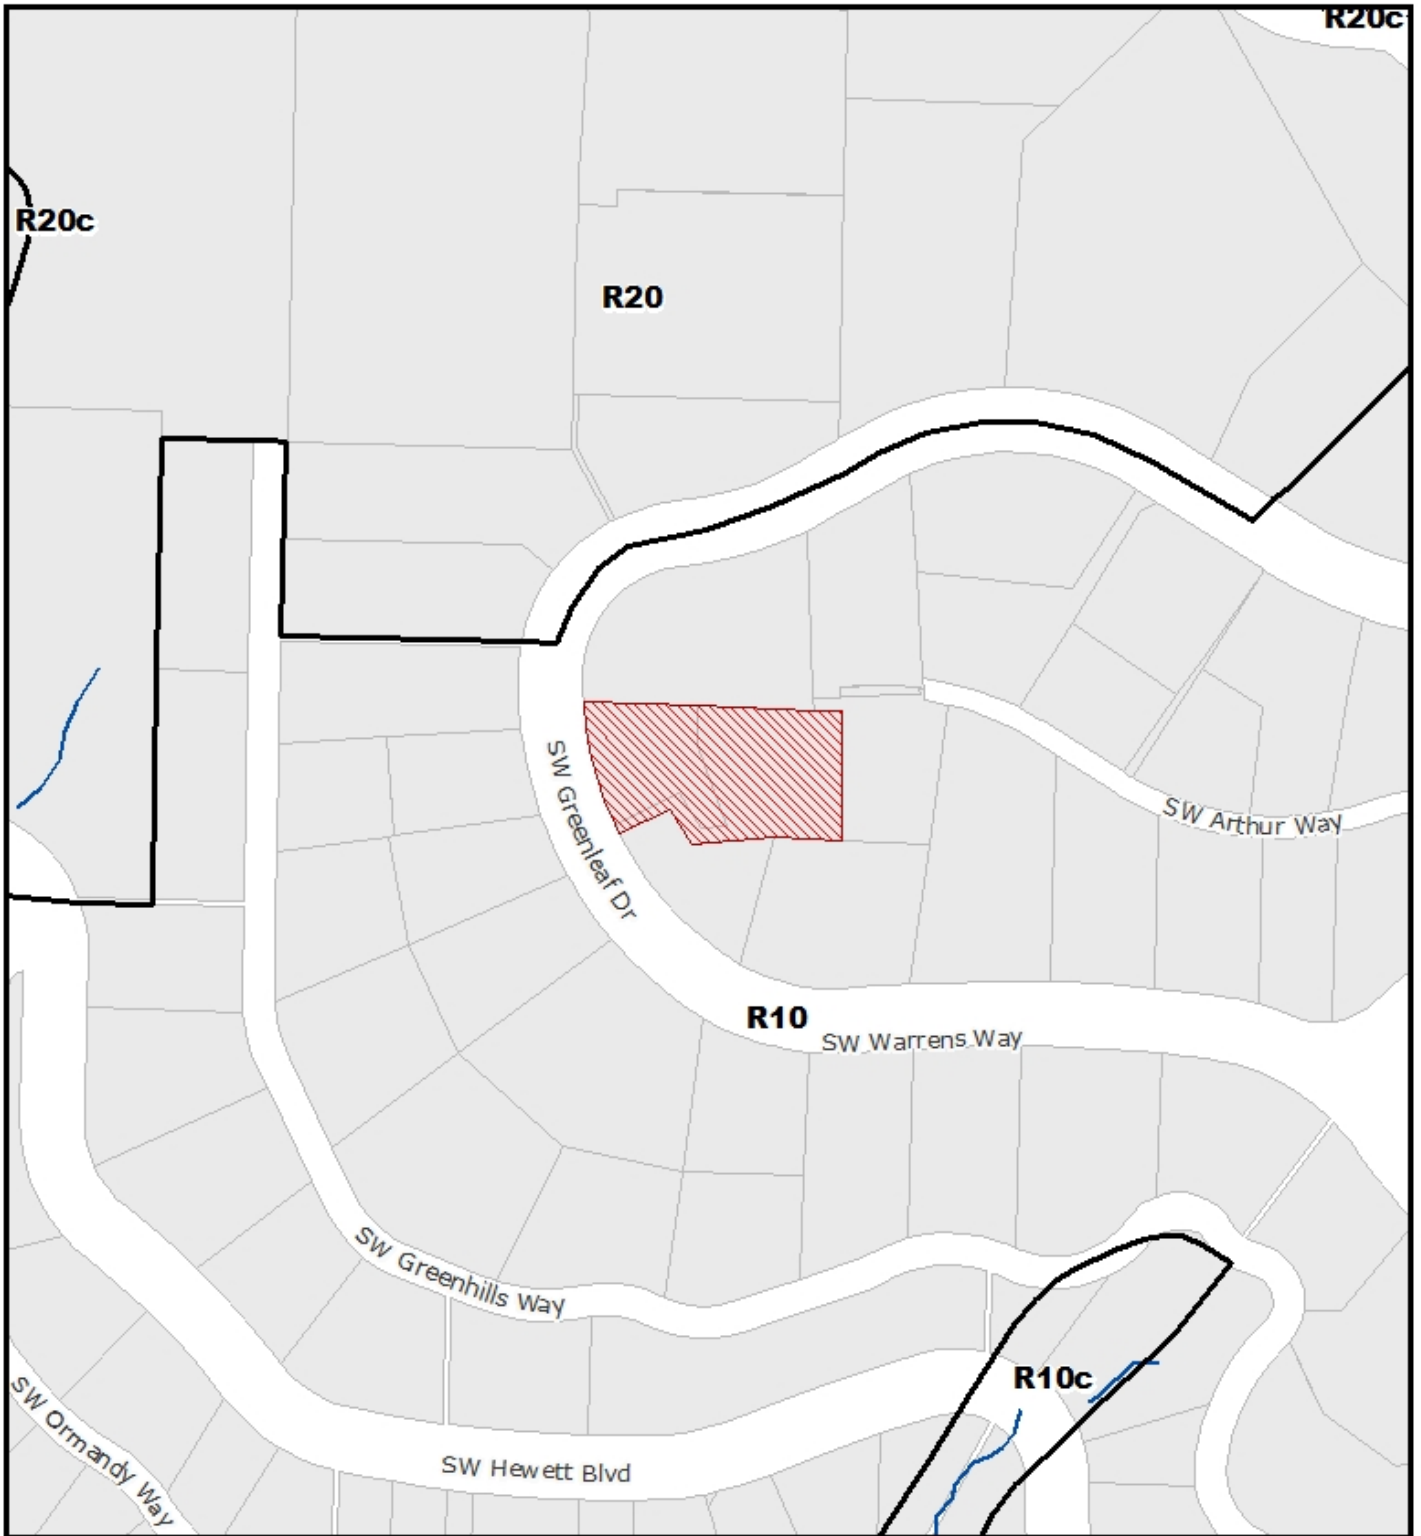 R20c
R20c
R20
SW Greenleaf Dr
SW Arthur Way
R10
SW Warrens Way
SW Greenhills Way
R10c
SW Ormandy Way
SW Hewett Blvd